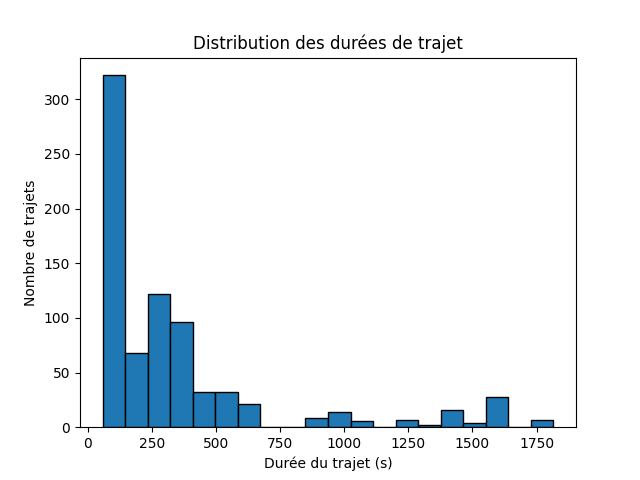 Distribution des durées de trajet
Nombre de trajets
300
250
200
150
100
50
0
0 250 500 750 1000 1250 1500 1750
Durée du trajet (s)